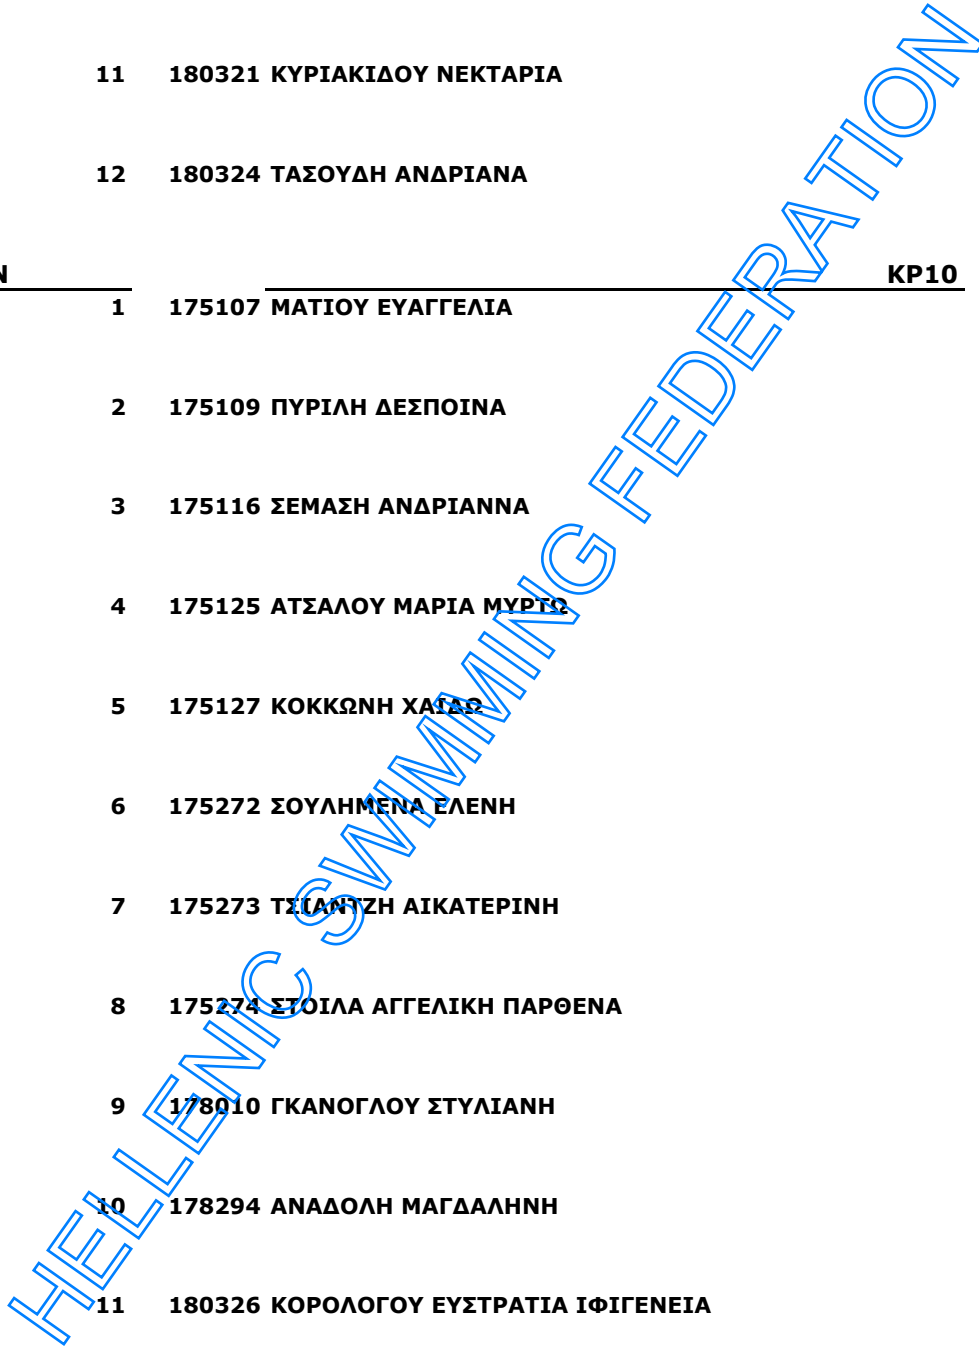 11 180321 ΚΥΡΙΑΚΙΔΟΥ ΝΕΚΤΑΡΙΑ
12 180324 ΤΑΣΟΥΔΗ ΑΝΔΡΙΑΝΑ
Ν ΚΡ10
1 175107 ΜΑΤΙΟΥ ΕΥΑΓΓΕΛΙΑ
2 175109 ΠΥΡΙΛΗ ΔΕΣΠΟΙΝΑ
3 175116 ΣΕΜΑΣΗ ΑΝΔΡΙΑΝΝΑ
4 175125 ΑΤΣΑΛΟΥ ΜΑΡΙΑ ΜΥΡΤΩ
5 175127 ΚΟΚΚΩΝΗ ΧΑΪΔΩ
6 175272 ΣΟΥΛΗΜΕΝΑ ΕΛΕΝΗ
7 175273 ΤΣΙΑΝΤΖΗ ΑΙΚΑΤΕΡΙΝΗ
8 175274 ΣΤΟΙΛΑ ΑΓΓΕΛΙΚΗ ΠΑΡΘΕΝΑ
9 178010 ΓΚΑΝΟΓΛΟΥ ΣΤΥΛΙΑΝΗ
10 178294 ΑΝΑΔΟΛΗ ΜΑΓΔΑΛΗΝΗ
11 180326 ΚΟΡΟΛΟΓΟΥ ΕΥΣΤΡΑΤΙΑ ΙΦΙΓΕΝΕΙΑ
HELLENIC SWIMMING FEDERATION